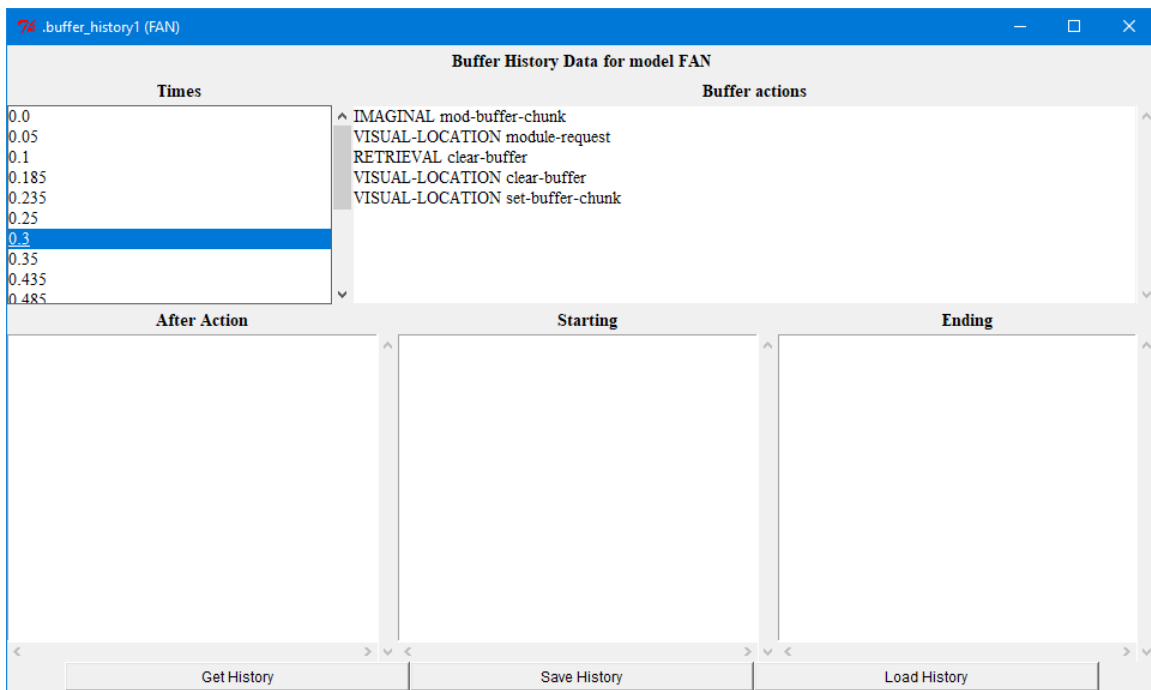 .buffer_history1 (FAN)
Buffer History Data for model FAN
Times
Buffer actions
0.0
0.05
0.1
0.185
0.235
0.25
0.3
0.35
0.435
0.485
IMAGINAL mod-buffer-chunk
VISUAL-LOCATION module-request
RETRIEVAL clear-buffer
VISUAL-LOCATION clear-buffer
VISUAL-LOCATION set-buffer-chunk
After Action
Starting
Ending
Get History
Save History
Load History